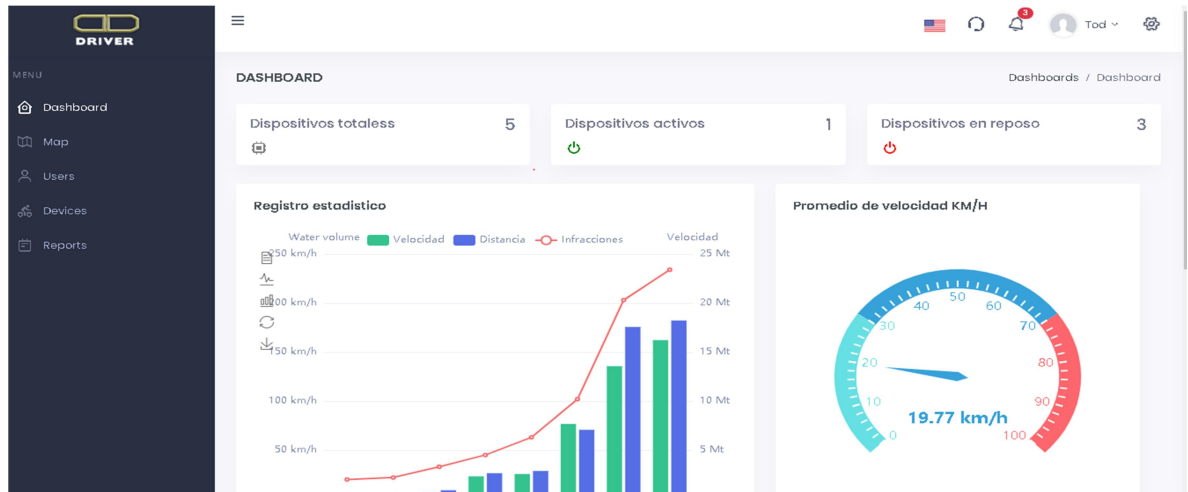 DRIVER
3
Tod
MENU
Dashboard
Map
Users
Devices
Reports
DASHBOARD
Dashboards / Dashboard
Dispositivos totaless 5
Dispositivos activos 1
Dispositivos en reposo 3
Registro estadistico
Water volume Velocidad Distancia Infracciones Velocidad
250 km/h 25 Mt
200 km/h 20 Mt
150 km/h 15 Mt
100 km/h 10 Mt
50 km/h 5 Mt
Promedio de velocidad KM/H
0
10
20
30
40
50
60
70
80
90
100
19.77 km/h